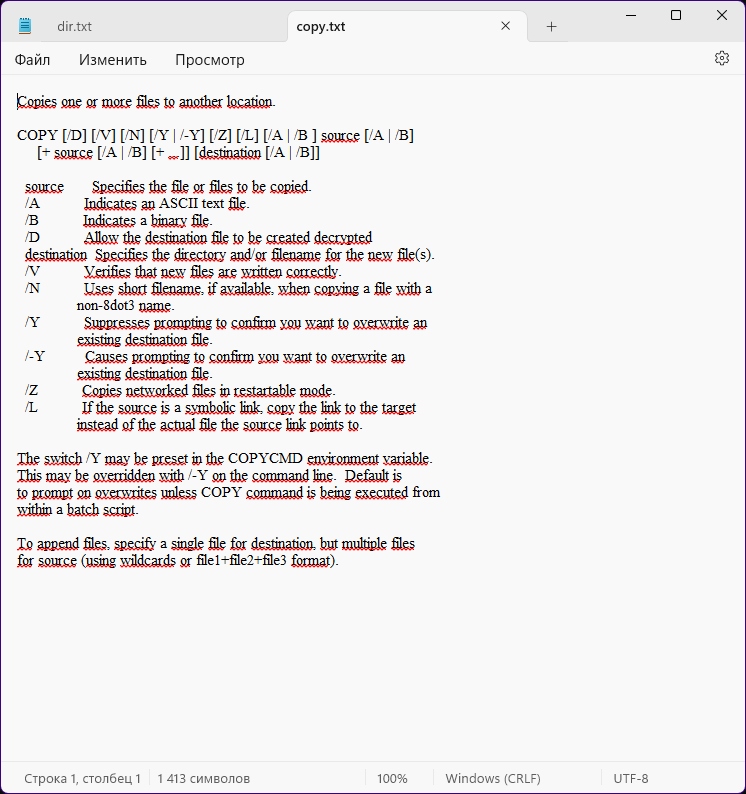 dir.txt
copy.txt
Файл Изменить Просмотр
Copies one or more files to another location.
COPY [/D] [/V] [/N] [/Y | /-Y] [/Z] [/L] [/A | /B ] source [/A | /B]
[+ source [/A | /B] [+ ...]] [destination [/A | /B]]
source Specifies the file or files to be copied.
/A Indicates an ASCII text file.
/B Indicates a binary file.
/D Allow the destination file to be created decrypted
destination Specifies the directory and/or filename for the new file(s).
/V Verifies that new files are written correctly.
/N Uses short filename, if available, when copying a file with a
non-8dot3 name.
/Y Suppresses prompting to confirm you want to overwrite an
existing destination file.
/-Y Causes prompting to confirm you want to overwrite an
existing destination file.
/Z Copies networked files in restartable mode.
/L If the source is a symbolic link, copy the link to the target
instead of the actual file the source link points to.
The switch /Y may be preset in the COPYCMD environment variable.
This may be overridden with /-Y on the command line. Default is
to prompt on overwrites unless COPY command is being executed from
within a batch script.
To append files, specify a single file for destination, but multiple files
for source (using wildcards or file1+file2+file3 format).
Строка 1, столбец 1 1 413 символов 100% Windows (CRLF) UTF-8